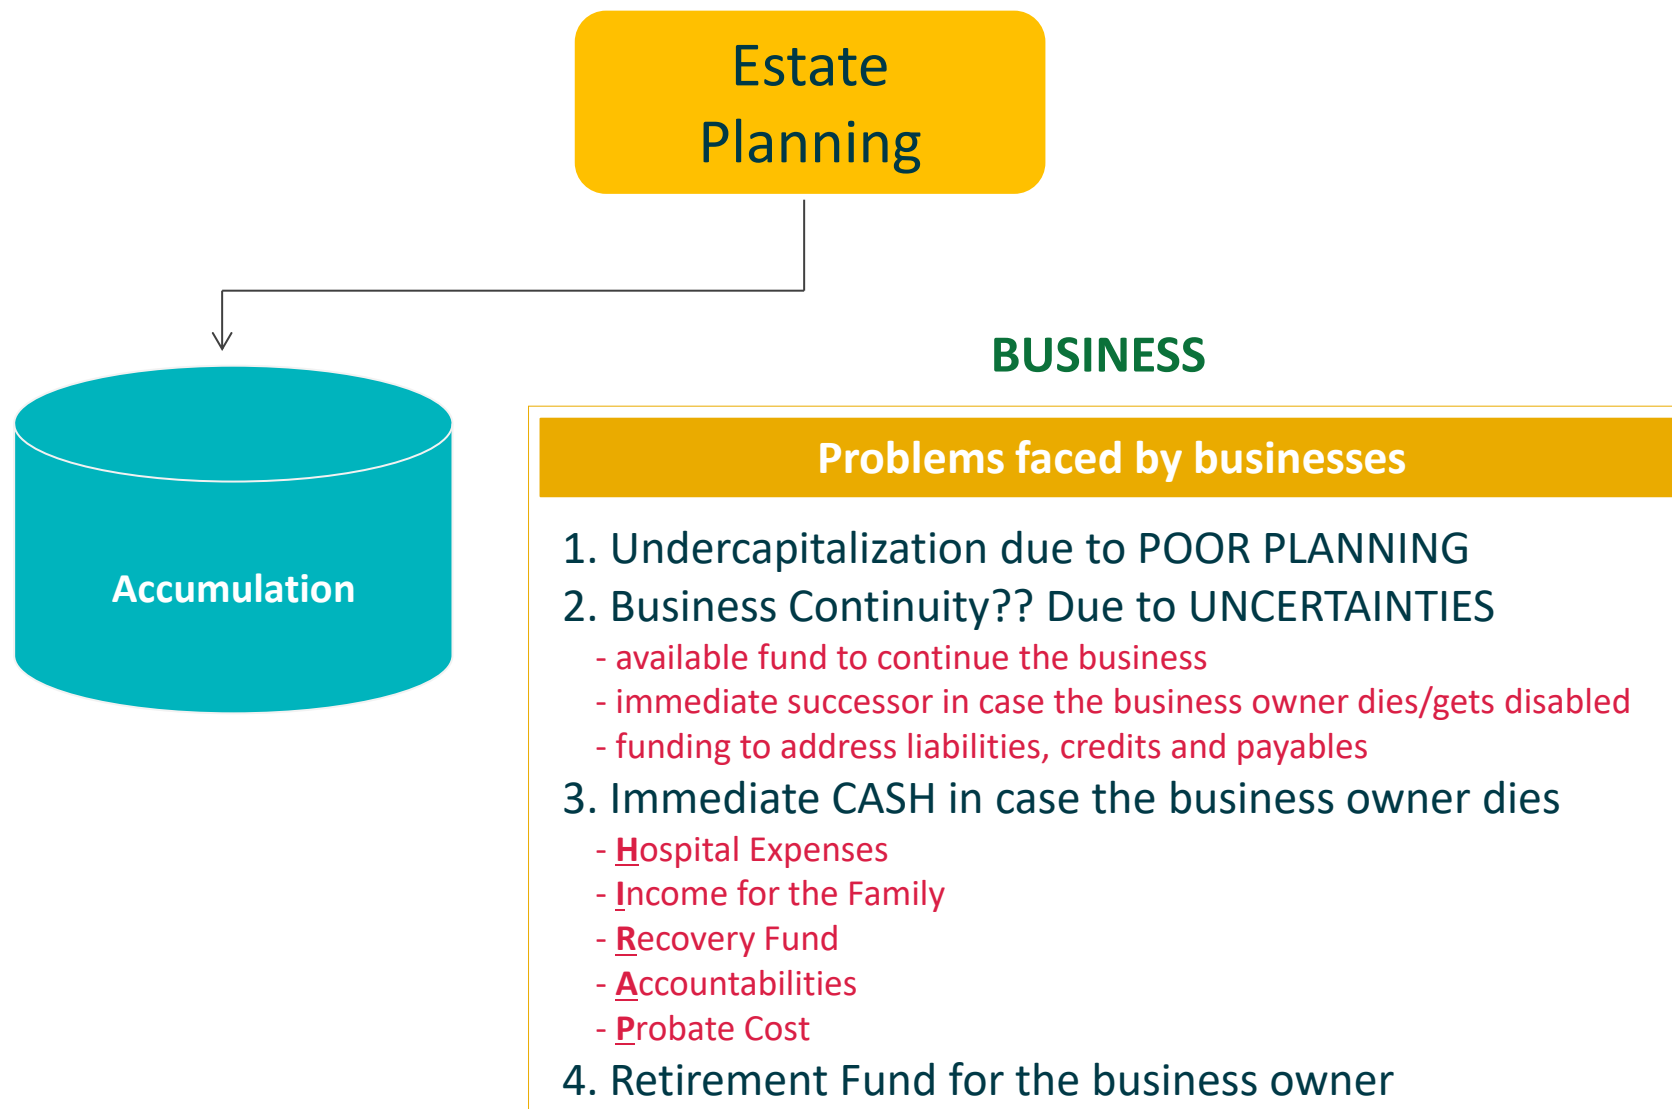 Estate
Planning
BUSINESS
Accumulation
Problems faced by businesses
1. Undercapitalization due to POOR PLANNING
2. Business Continuity?? Due to UNCERTAINTIES
- available fund to continue the business
- immediate successor in case the business owner dies/gets disabled
- funding to address liabilities, credits and payables
3. Immediate CASH in case the business owner dies
- Hospital Expenses
- Income for the Family
- Recovery Fund
- Accountabilities
- Probate Cost
4. Retirement Fund for the business owner